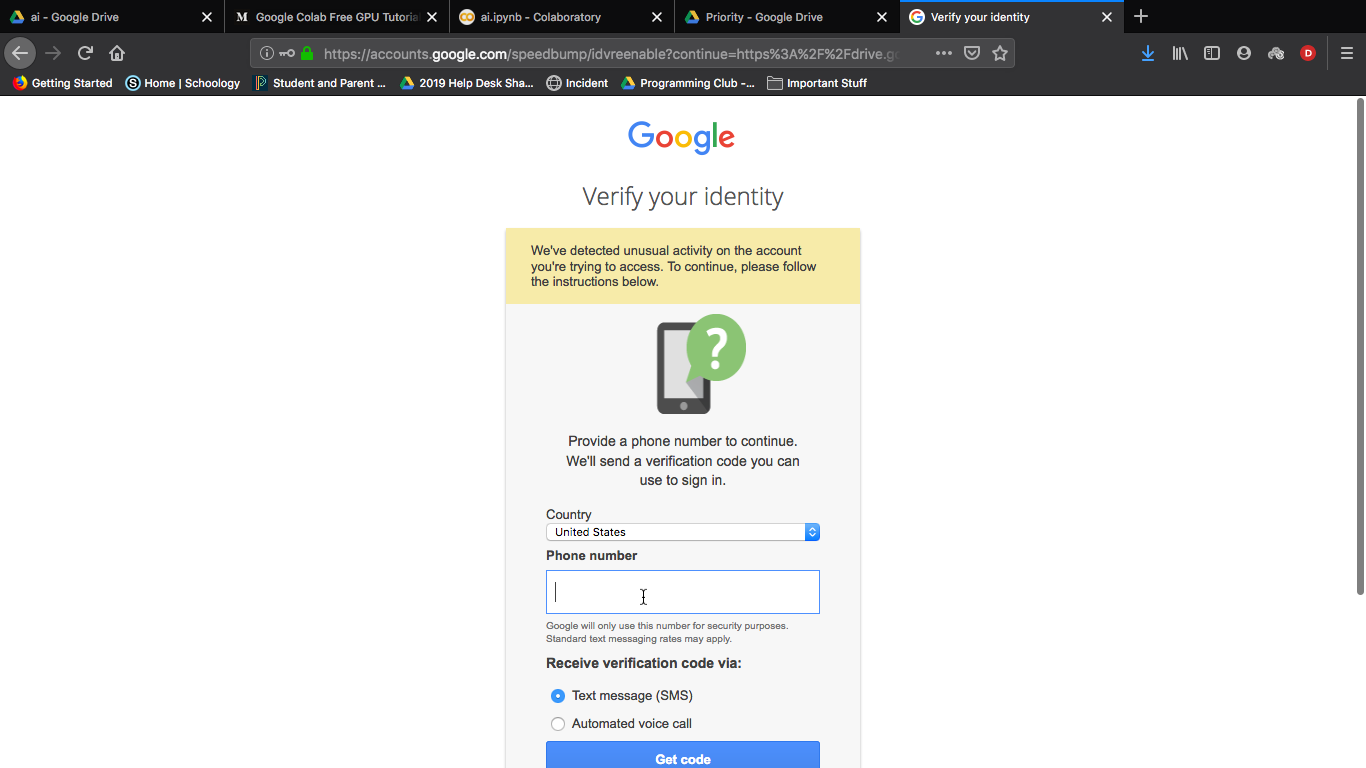 ai - Google Drive
Google Colab Free GPU Tutorial
ai.ipynb - Colaboratory
Priority - Google Drive
Verify your identity
https://accounts.google.com/speedbump/idvreenable?continue=https%3A%2F%2Fdrive.go
D
Getting Started
Home | Schoology
Student and Parent ...
2019 Help Desk Sha...
Incident
Programming Club -...
Important Stuff
Google
Verify your identity
We've detected unusual activity on the account
you're trying to access. To continue, please follow
the instructions below.
?
Provide a phone number to continue.
We'll send a verification code you can
use to sign in.
Country
United States
Phone number
Google will only use this number for security purposes.
Standard text messaging rates may apply.
Receive verification code via:
Text message (SMS)
Automated voice call
Get code